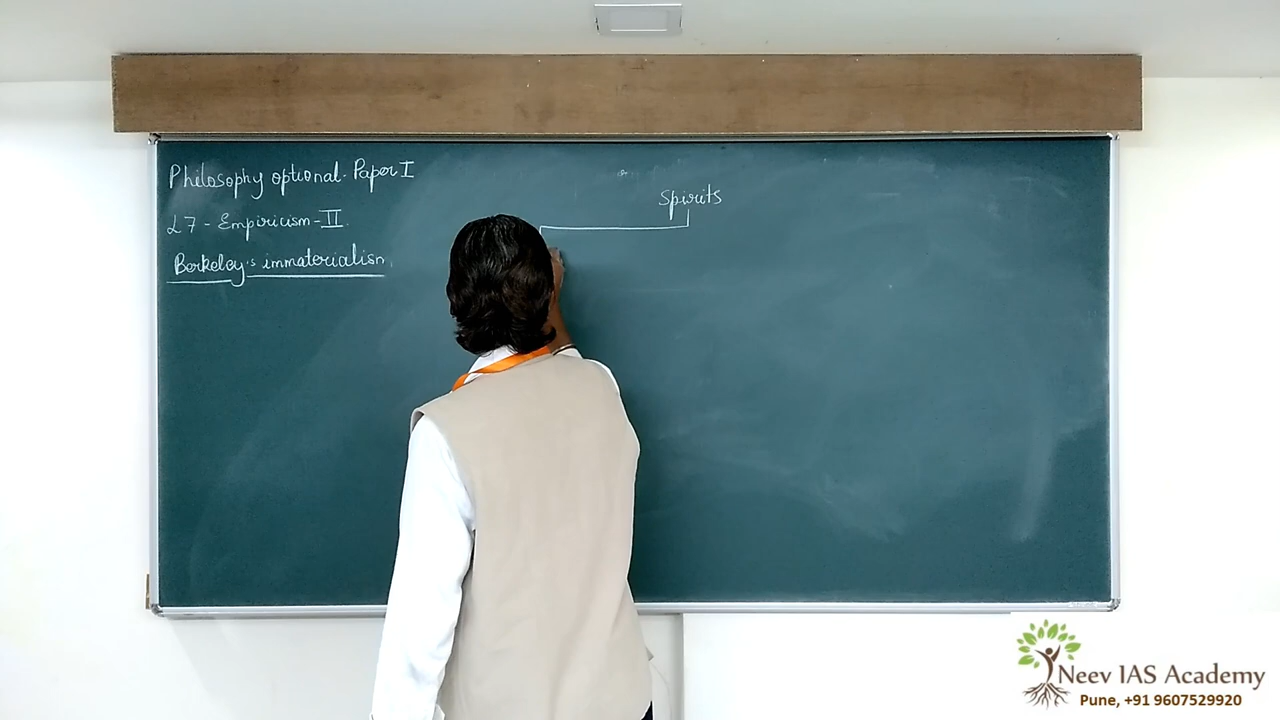 Philosophy optional. Paper I
L7 - Empiricism - II
Berkeley's immaterialism
Spirits
Neev IAS Academy
Pune, +91 9607529920